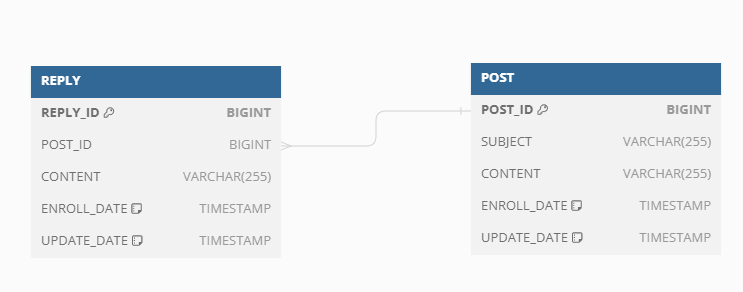 REPLY
REPLY_ID BIGINT
POST_ID BIGINT
CONTENT VARCHAR(255)
ENROLL_DATE TIMESTAMP
UPDATE_DATE TIMESTAMP
POST
POST_ID BIGINT
SUBJECT VARCHAR(255)
CONTENT VARCHAR(255)
ENROLL_DATE TIMESTAMP
UPDATE_DATE TIMESTAMP